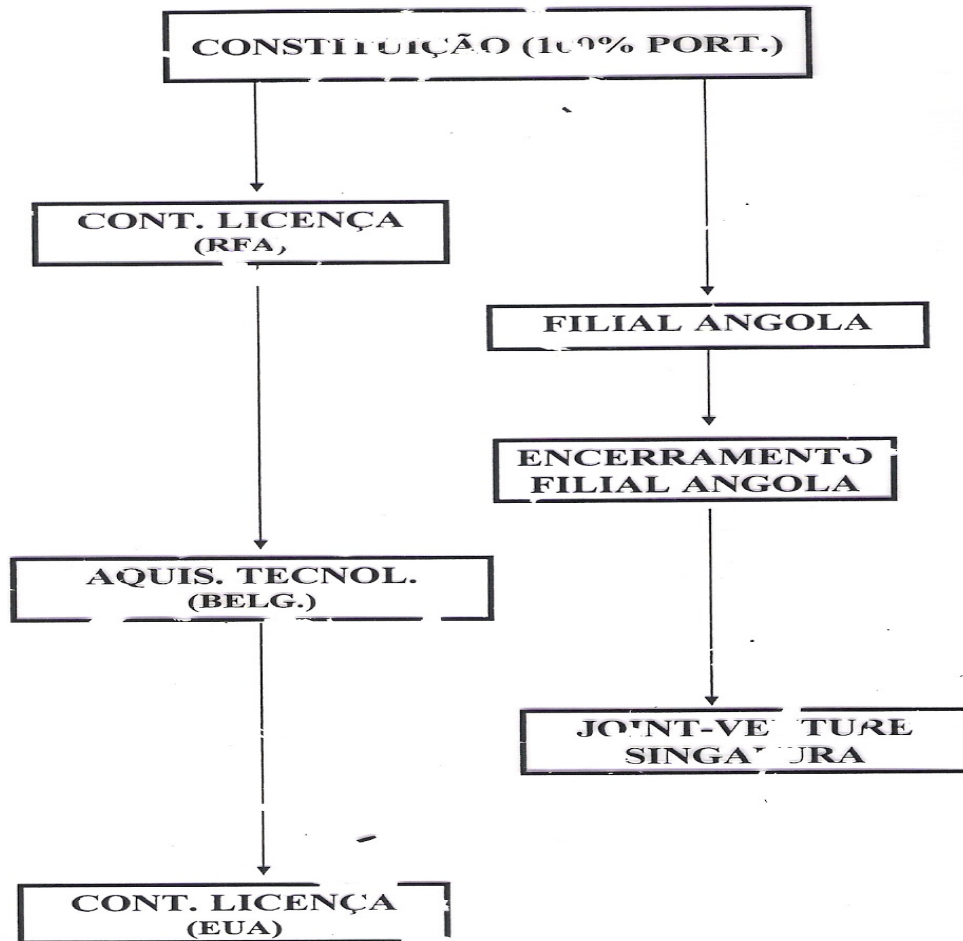 CONSTITUIÇÃO (100% PORT.)
CONT. LICENÇA
(RFA)
FILIAL ANGOLA
ENCERRAMENTO
FILIAL ANGOLA
AQUIS. TECNOL.
(BELG.)
JOINT-VENTURE
SINGAPURA
CONT. LICENÇA
(EUA)